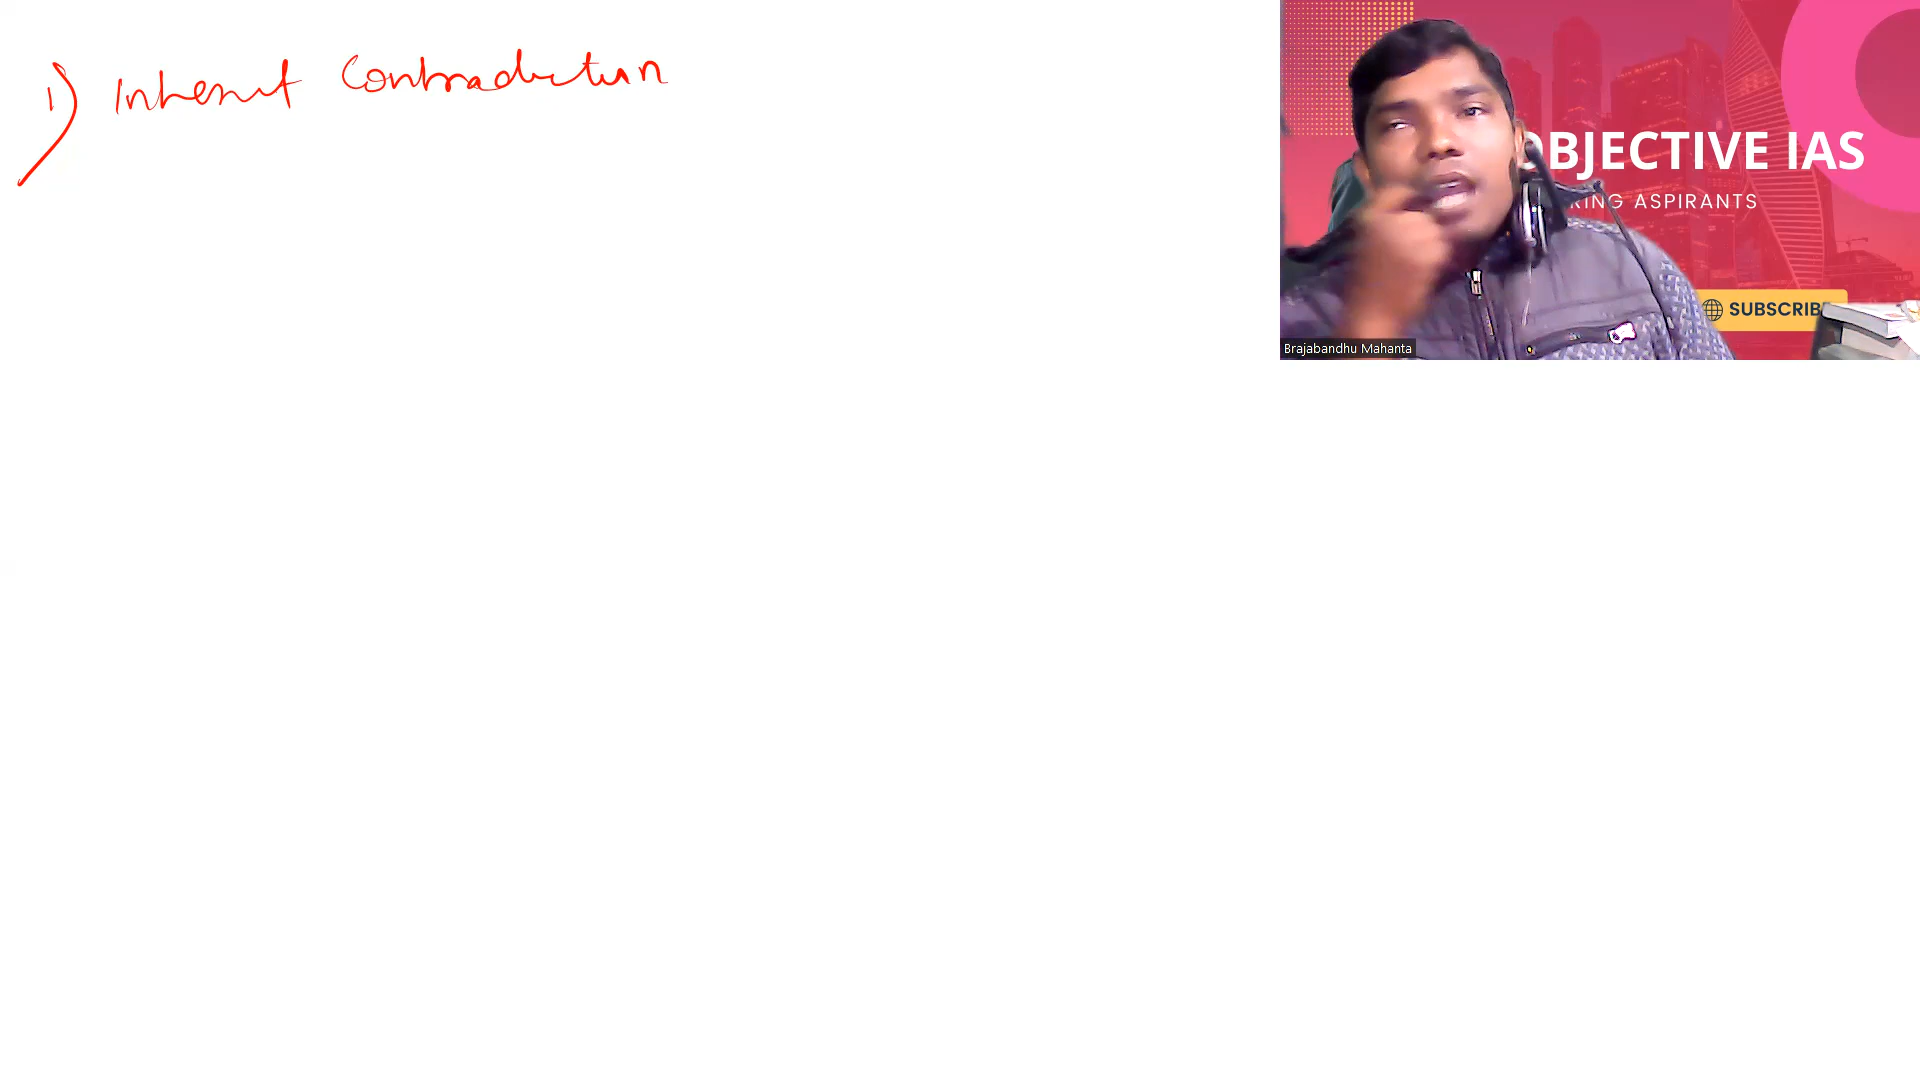 1) Inherent Contradiction
OBJECTIVE IAS
RING ASPIRANTS
SUBSCRIBE
Brajabandhu Mahanta